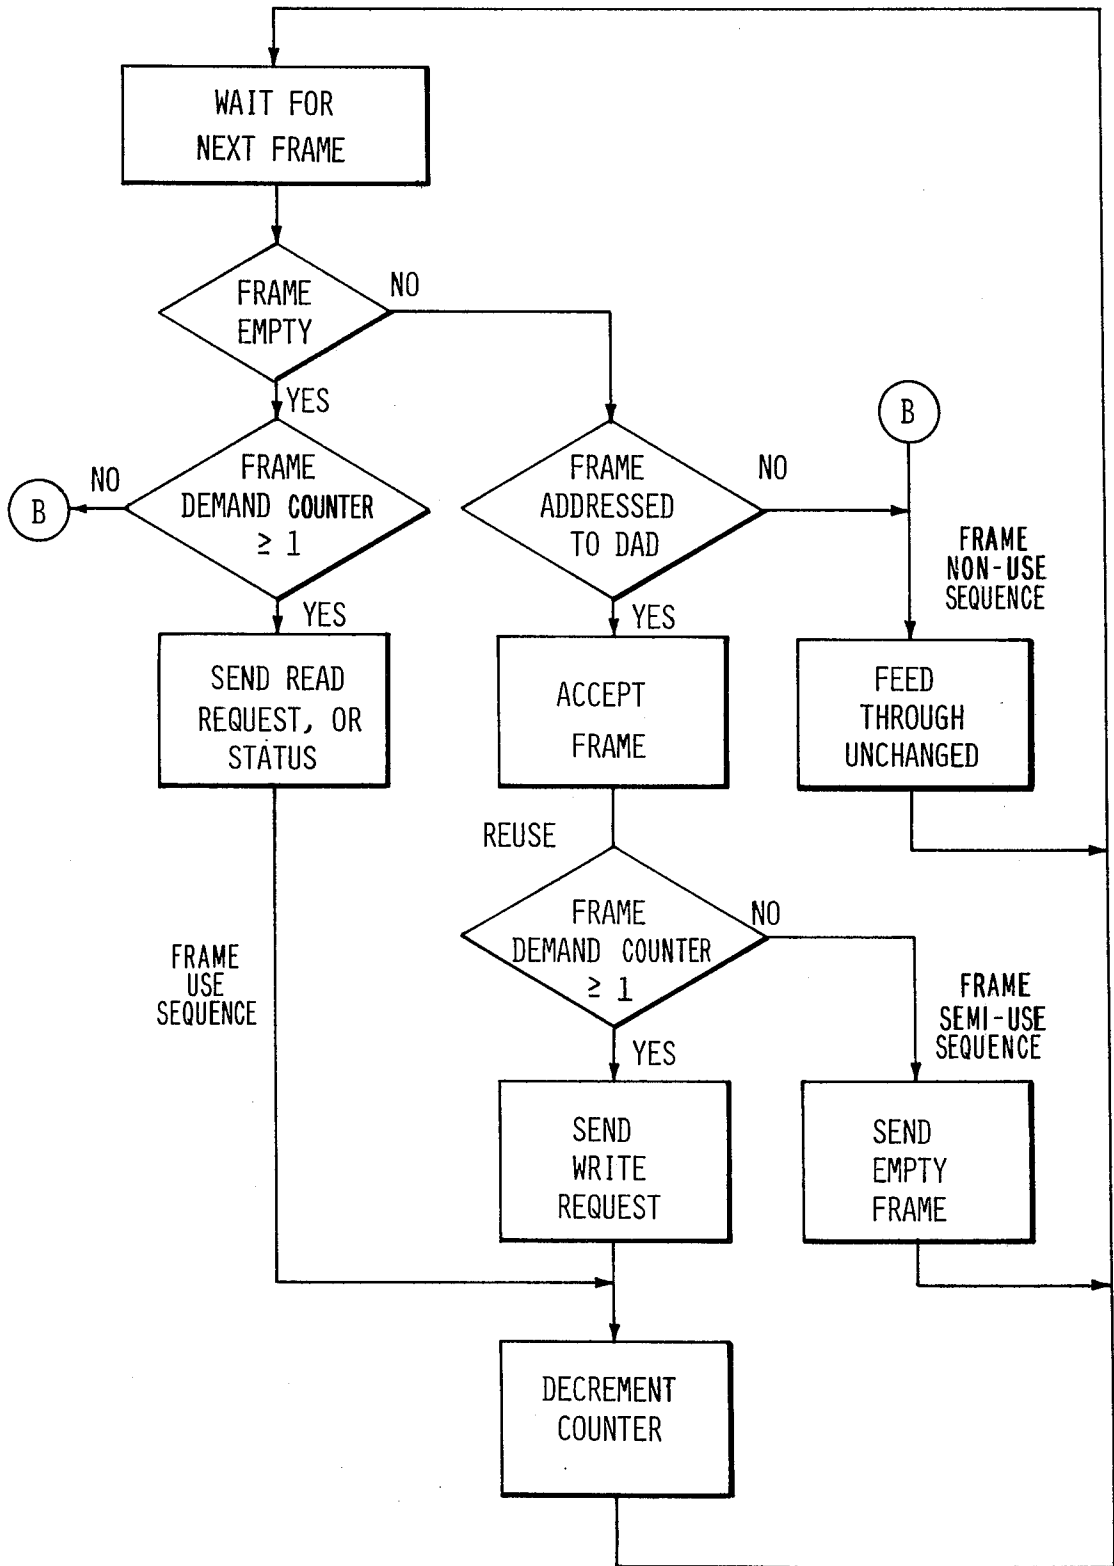 WAIT FOR
NEXT FRAME
FRAME
EMPTY
NO
YES
FRAME
DEMAND COUNTER
≥ 1
NO
B
YES
FRAME
ADDRESSED
TO DAD
NO
B
YES
FRAME
NON-USE
SEQUENCE
SEND READ
REQUEST, OR
STATUS
ACCEPT
FRAME
FEED
THROUGH
UNCHANGED
REUSE
FRAME
DEMAND COUNTER
≥ 1
NO
YES
FRAME
USE
SEQUENCE
FRAME
SEMI-USE
SEQUENCE
SEND
WRITE
REQUEST
SEND
EMPTY
FRAME
DECREMENT
COUNTER